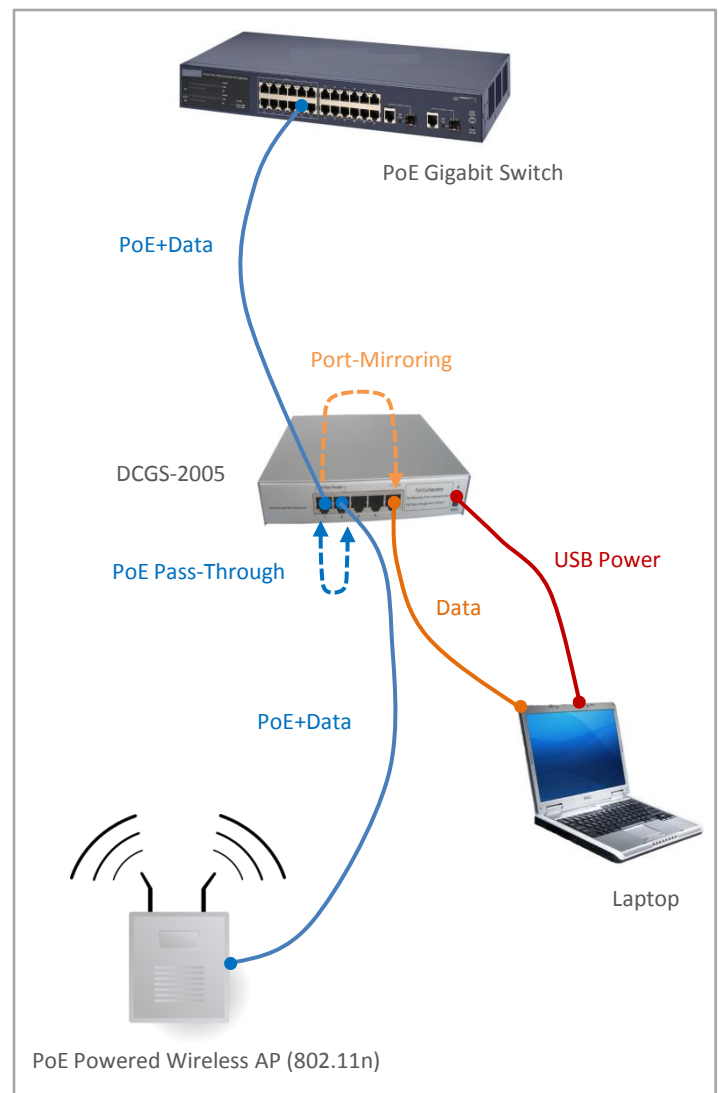 PoE Gigabit Switch
PoE+Data
Port-Mirroring
DCGS-2005
PoE Pass-Through
USB Power
Data
PoE+Data
Laptop
PoE Powered Wireless AP (802.11n)